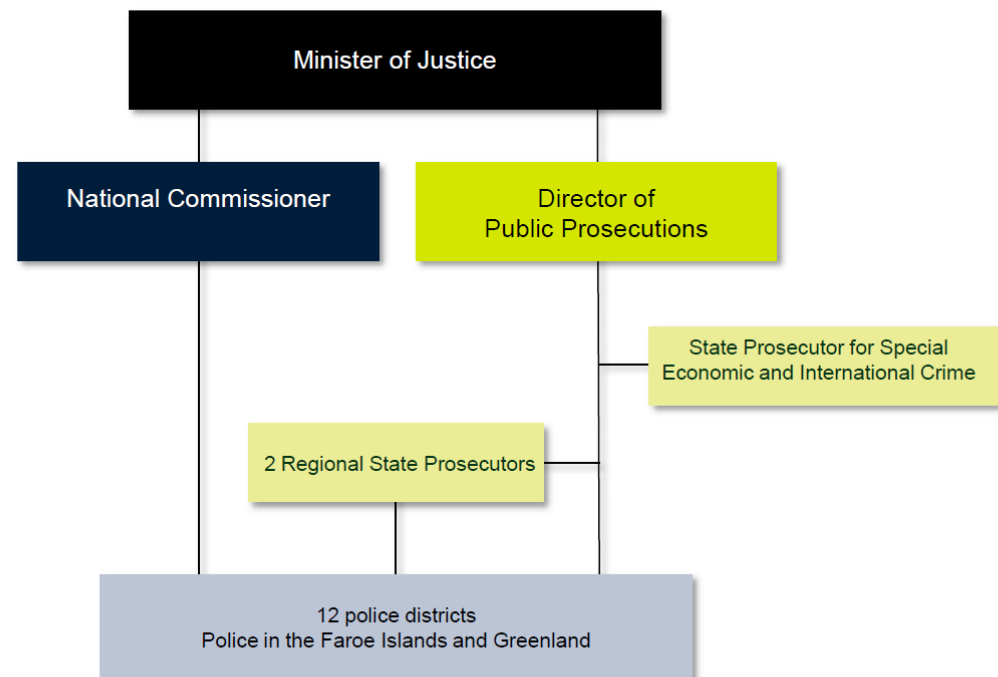 Minister of Justice
National Commissioner
Director of
Public Prosecutions
State Prosecutor for Special
Economic and International Crime
2 Regional State Prosecutors
12 police districts
Police in the Faroe Islands and Greenland